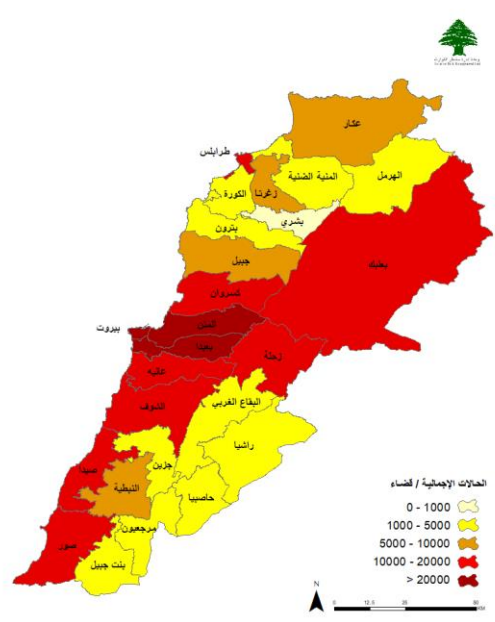 عكار
طرابلس
المنية الضنية
الهرمل
زغرتا
الكورة
بشري
بترون
جبيل
بعلبك
كسروان
المتن
بيروت
بعبدا
زحلة
عاليه
البقاع الغربي
الشوف
راشيا
صيدا
جزين
النبطية
حاصبيا
مرجعيون
صور
بنت جبيل
الحالات الإجمالية / قضاء
0 - 1000
1000 - 5000
5000 - 10000
10000 - 20000
> 20000
N
0 12.5 25 50
KM